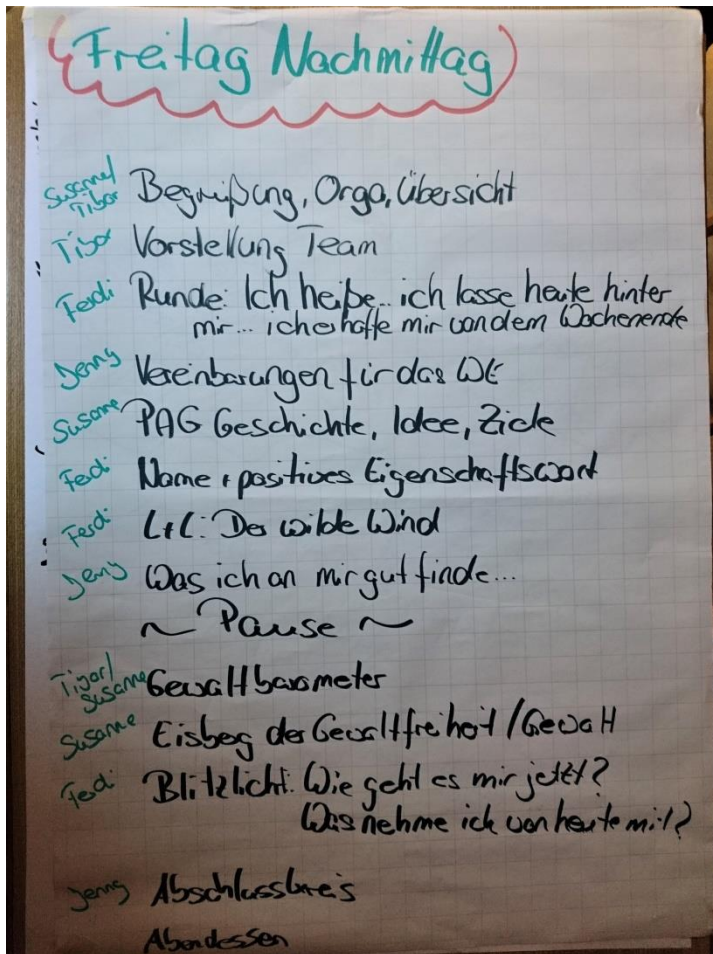 Freitag Nachmittag
Susanne/Tibor Begrüßung, Orga, Übersicht
Tibor Vorstellung Team
Ferdi Runde: Ich heiße... ich lasse heute hinter
mir... ich erhoffe mir von dem Wochenende
Jenny Vereinbarungen für das WE
Susanne PAG Geschichte, Idee, Ziele
Ferdi Name + positives Eigenschaftswort
Ferdi L+L: Der wilde Wind
Jenny Was ich an mir gut finde...
~ Pause ~
Tibor/Susanne Gewaltbarometer
Susanne Eisberg der Gewaltfreiheit / Gewalt
Ferdi Blitzlicht: Wie geht es mir jetzt?
Was nehme ich von heute mit?
Jenny Abschlusskreis
Abendessen